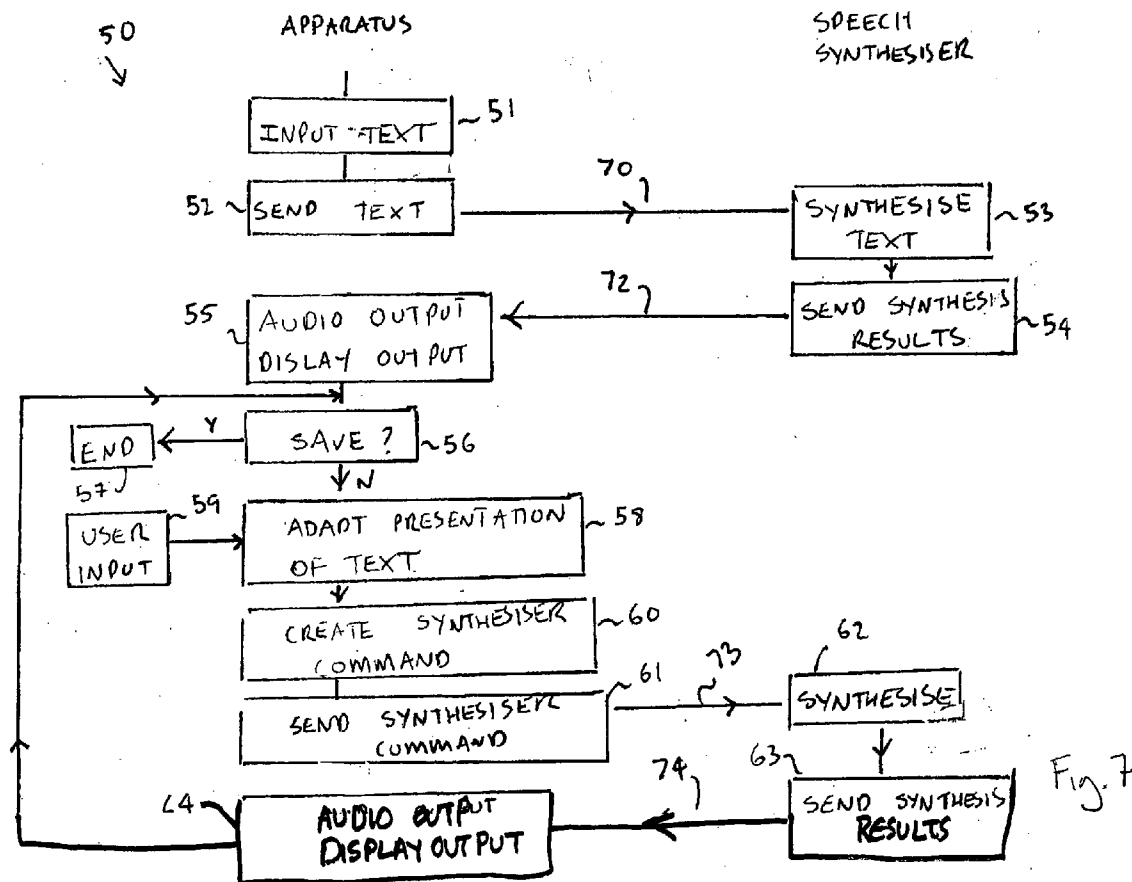 50
APPARATUS
SPEECH
SYNTHESISER
INPUT TEXT
51
52
SEND TEXT
70
SYNTHESISE
TEXT
53
55
AUDIO OUTPUT
DISPLAY OUTPUT
72
SEND SYNTHESIS
RESULTS
54
END
57
Y
SAVE?
56
N
59
USER
INPUT
ADAPT PRESENTATION
OF TEXT
58
CREATE SYNTHESISER
COMMAND
60
SEND SYNTHESISER
COMMAND
61
73
62
SYNTHESISE
64
AUDIO OUTPUT
DISPLAY OUTPUT
74
63
SEND SYNTHESIS
RESULTS
Fig. 7